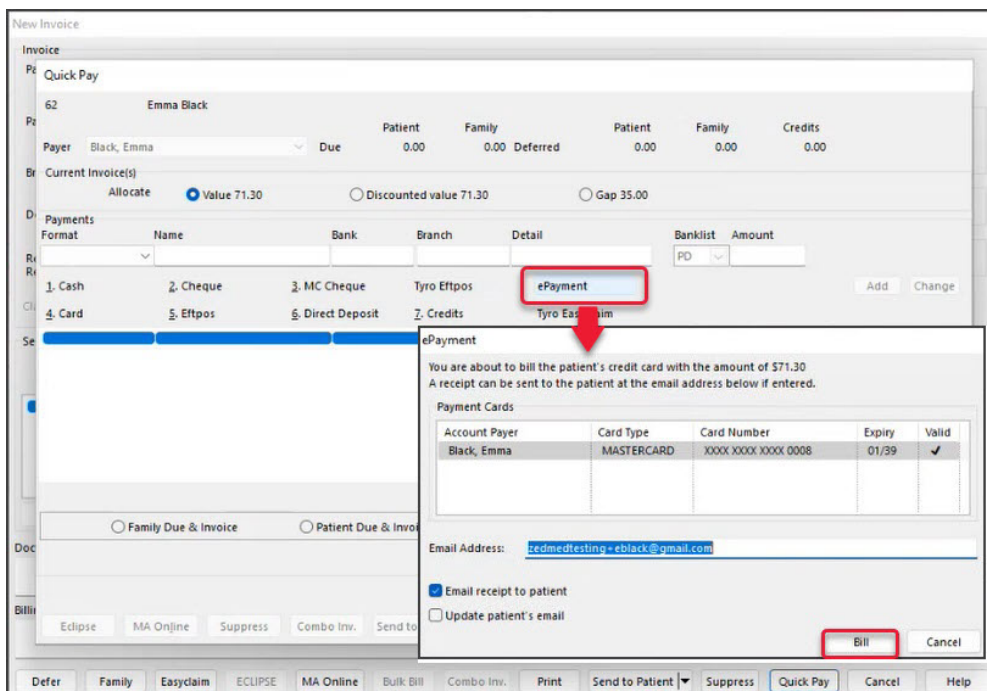 New Invoice
Invoice
Quick Pay
62 Emma Black
Patient Family Patient Family Credits
Payer Black, Emma Due 0.00 0.00 Deferred 0.00 0.00 0.00
Current Invoice(s)
Allocate Value 71.30 Discounted value 71.30 Gap 35.00
Payments
Format Name Bank Branch Detail Banklist Amount
PD
1. Cash 2. Cheque 3. MC Cheque Tyro Eftpos ePayment Add Change
4. Card 5. Eftpos 6. Direct Deposit 7. Credits Tyro Eas im
ePayment
You are about to bill the patient's credit card with the amount of $71.30
A receipt can be sent to the patient at the email address below if entered.
Payment Cards
Account Payer Card Type Card Number Expiry Valid
Black, Emma MASTERCARD XXXX XXXX XXXX 0008 01/39
Family Due & Invoice Patient Due & Invoi
Email Address: zedmedtesting+eblack@gmail.com
Email receipt to patient
Update patient's email
Bill Cancel
Doc
Eclipse MA Online Suppress Combo Inv. Send to
Defer Family Easyclaim ECLIPSE MA Online Bulk Bill Combo Inv. Print Send to Patient Suppress Quick Pay Cancel Help